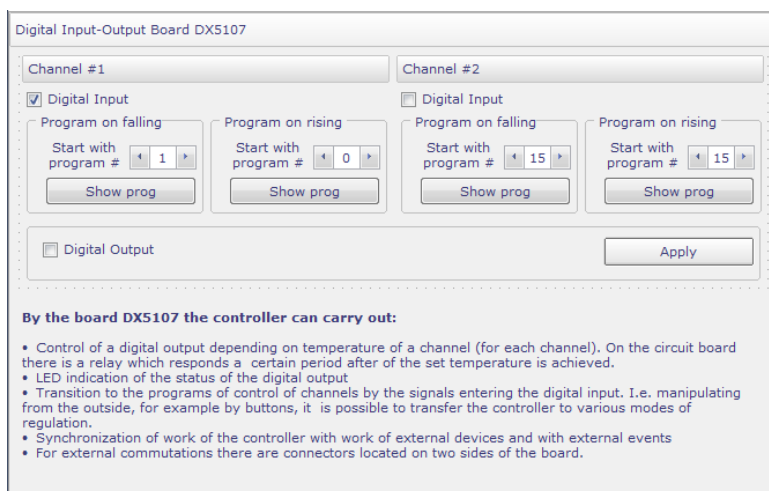 Digital Input-Output Board DX5107
Channel #1
Channel #2
Digital Input
Digital Input
Program on falling
Program on rising
Program on falling
Program on rising
Start with program # 1
Start with program # 0
Start with program # 15
Start with program # 15
Show prog
Show prog
Show prog
Show prog
Digital Output
Apply
By the board DX5107 the controller can carry out:
• Control of a digital output depending on temperature of a channel (for each channel). On the circuit board
there is a relay which responds a certain period after of the set temperature is achieved.
• LED indication of the status of the digital output
• Transition to the programs of control of channels by the signals entering the digital input. I.e. manipulating
from the outside, for example by buttons, it is possible to transfer the controller to various modes of
regulation.
• Synchronization of work of the controller with work of external devices and with external events
• For external commutations there are connectors located on two sides of the board.